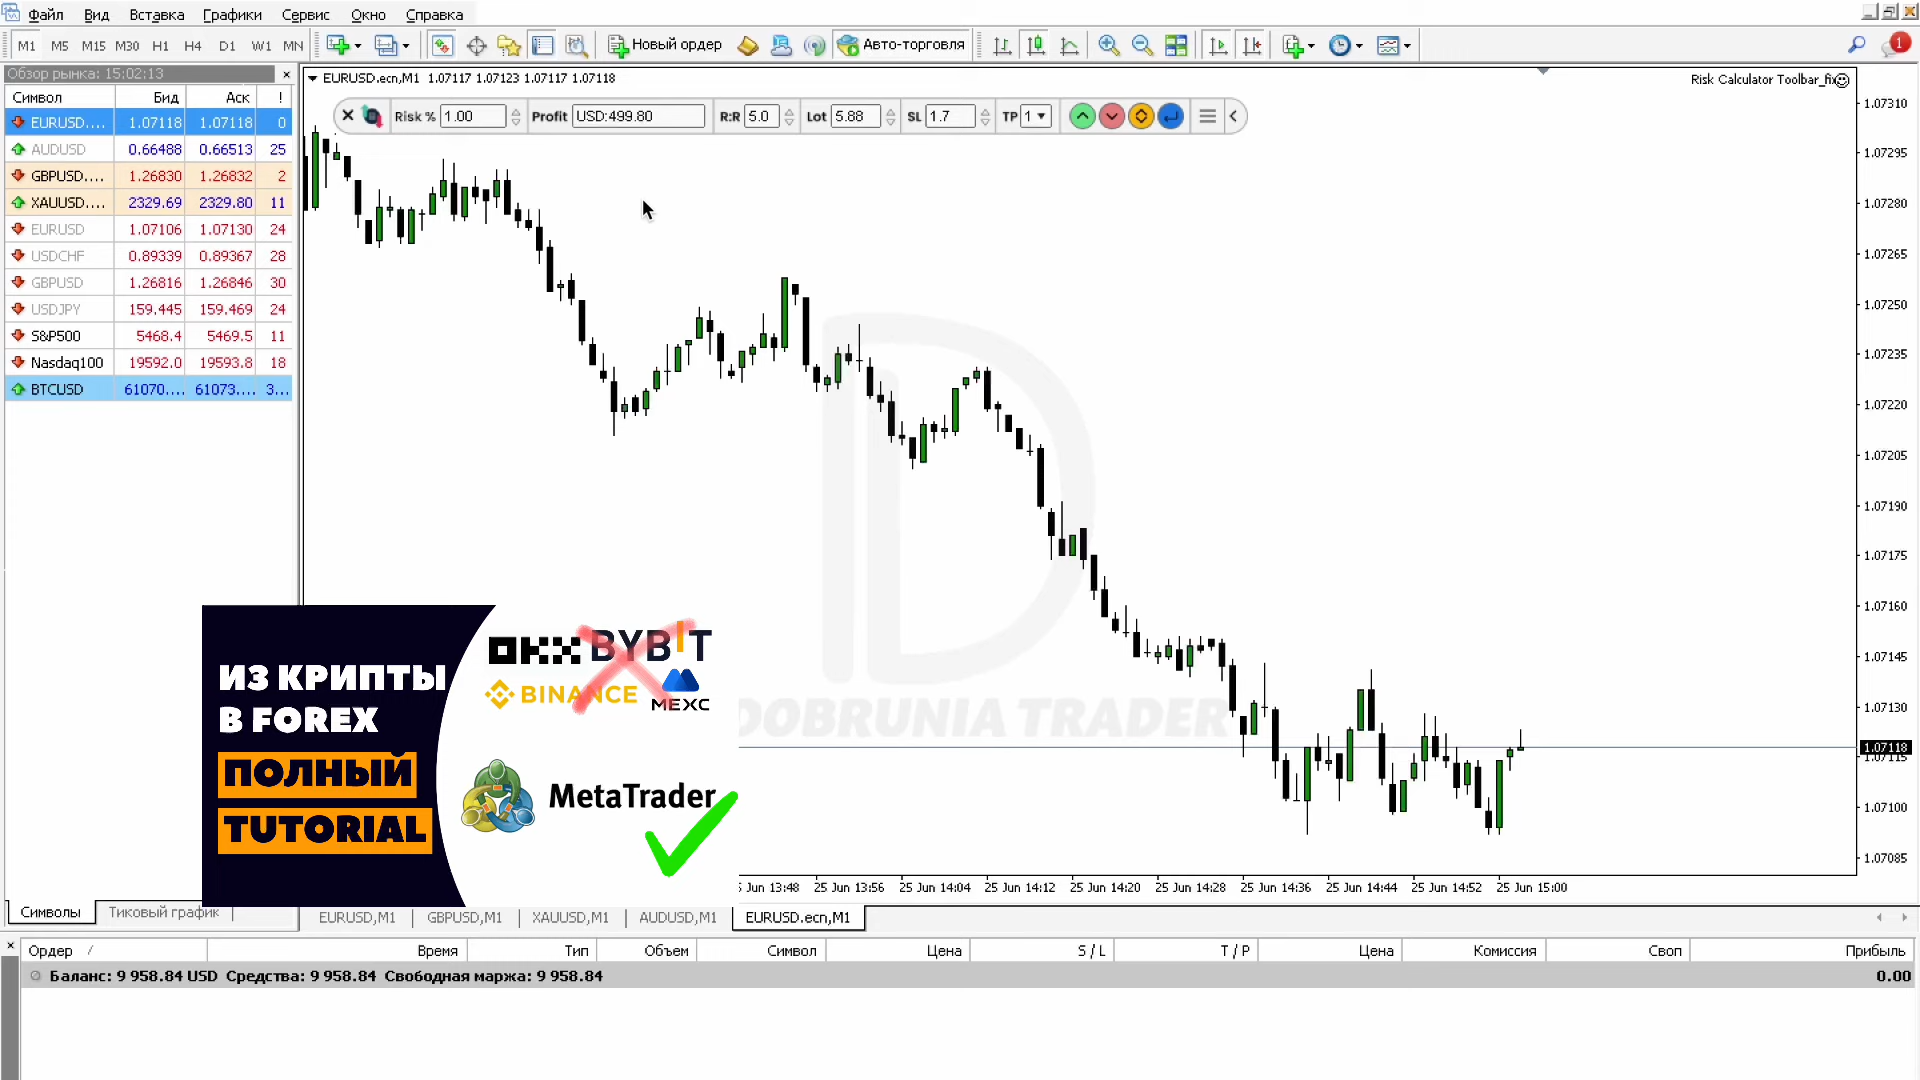 Файл Вид Вставка Графики Сервис Окно Справка
M1 M5 M15 M30 H1 H4 D1 W1 MN Новый ордер Авто-торговля 1
Обзор рынка: 15:02:13
Символ Бид Аск !
EURUSD.... 1.07118 1.07118 0
AUDUSD 0.66488 0.66513 25
GBPUSD.... 1.26830 1.26832 2
XAUUSD.... 2329.69 2329.80 11
EURUSD 1.07106 1.07130 24
USDCHF 0.89339 0.89367 28
GBPUSD 1.26816 1.26846 30
USDJPY 159.445 159.469 24
S&P500 5468.4 5469.5 11
Nasdaq100 19592.0 19593.8 18
BTCUSD 61070.... 61073.... 3...
Символы Тиковый график
EURUSD.ecn,M1 1.07117 1.07123 1.07117 1.07118
Risk Calculator Toolbar_fix
Risk % 1.00 Profit USD:499.80 R:R 5.0 Lot 5.88 SL 1.7 TP 1
1.07310
1.07295
1.07280
1.07265
1.07250
1.07235
1.07220
1.07205
1.07190
1.07175
1.07160
1.07145
1.07130
1.07118
1.07115
1.07100
1.07085
DOBRUNIA TRADER
ИЗ КРИПТЫ
В FOREX
ПОЛНЫЙ
TUTORIAL
OKX BYBIT
BINANCE MEXC
MetaTrader
Jun 13:48 25 Jun 13:56 25 Jun 14:04 25 Jun 14:12 25 Jun 14:20 25 Jun 14:28 25 Jun 14:36 25 Jun 14:44 25 Jun 14:52 25 Jun 15:00
EURUSD,M1 GBPUSD,M1 XAUUSD,M1 AUDUSD,M1 EURUSD.ecn,M1
Ордер / Время Тип Объем Символ Цена S / L T / P Цена Комиссия Своп Прибыль
Баланс: 9 958.84 USD Средства: 9 958.84 Свободная маржа: 9 958.84 0.00